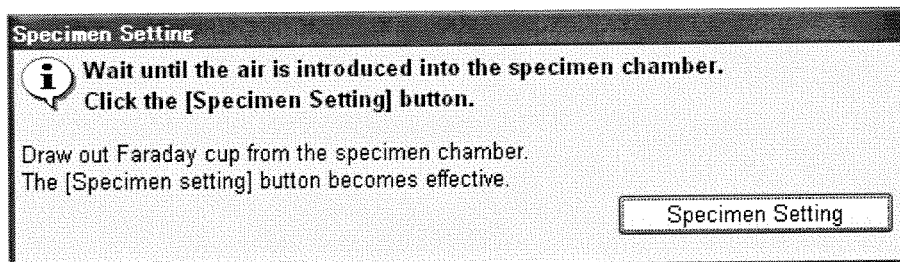 Specimen Setting
Wait until the air is introduced into the specimen chamber.
Click the [Specimen Setting] button.
Draw out Faraday cup from the specimen chamber.
The [Specimen setting] button becomes effective.
Specimen Setting